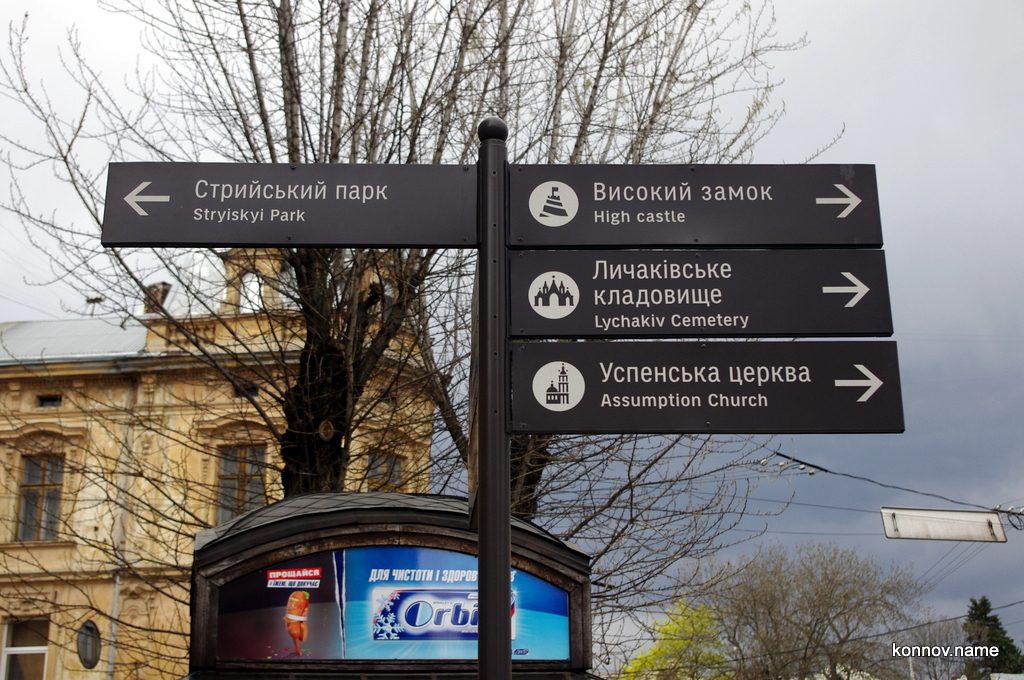 Стрийський парк
Stryiskyi Park
Високий замок
High castle
Личаківське
кладовище
Lychakiv Cemetery
Успенська церква
Assumption Church
ПРОЩАЙСЯ
ДЛЯ ЧИСТОТИ І ЗДОРОВ
Orbi
konnov.name